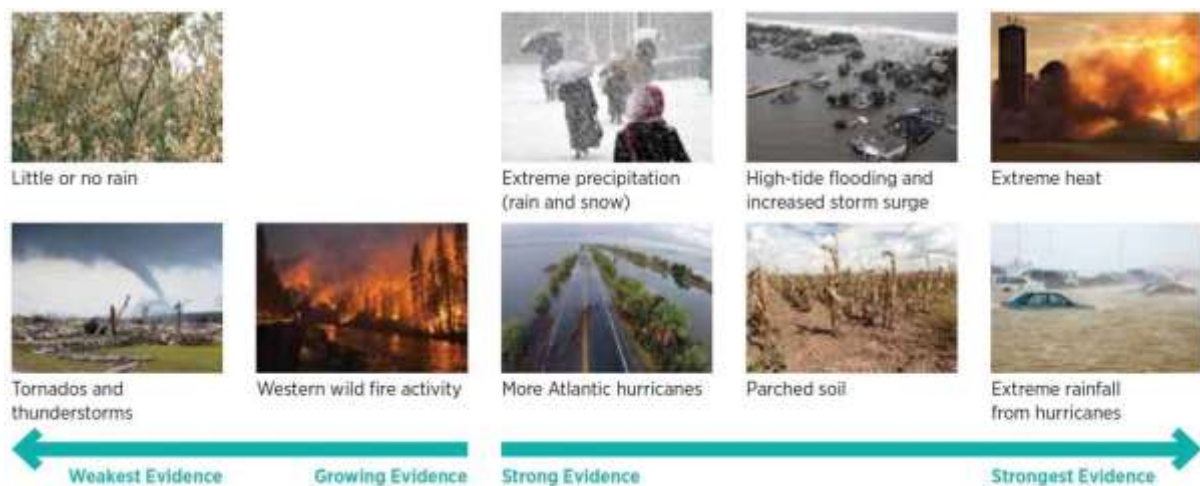 Little or no rain
Extreme precipitation
(rain and snow)
High-tide flooding and
increased storm surge
Extreme heat
Tornados and
thunderstorms
Western wild fire activity
More Atlantic hurricanes
Parched soil
Extreme rainfall
from hurricanes
Weakest Evidence
Growing Evidence
Strong Evidence
Strongest Evidence